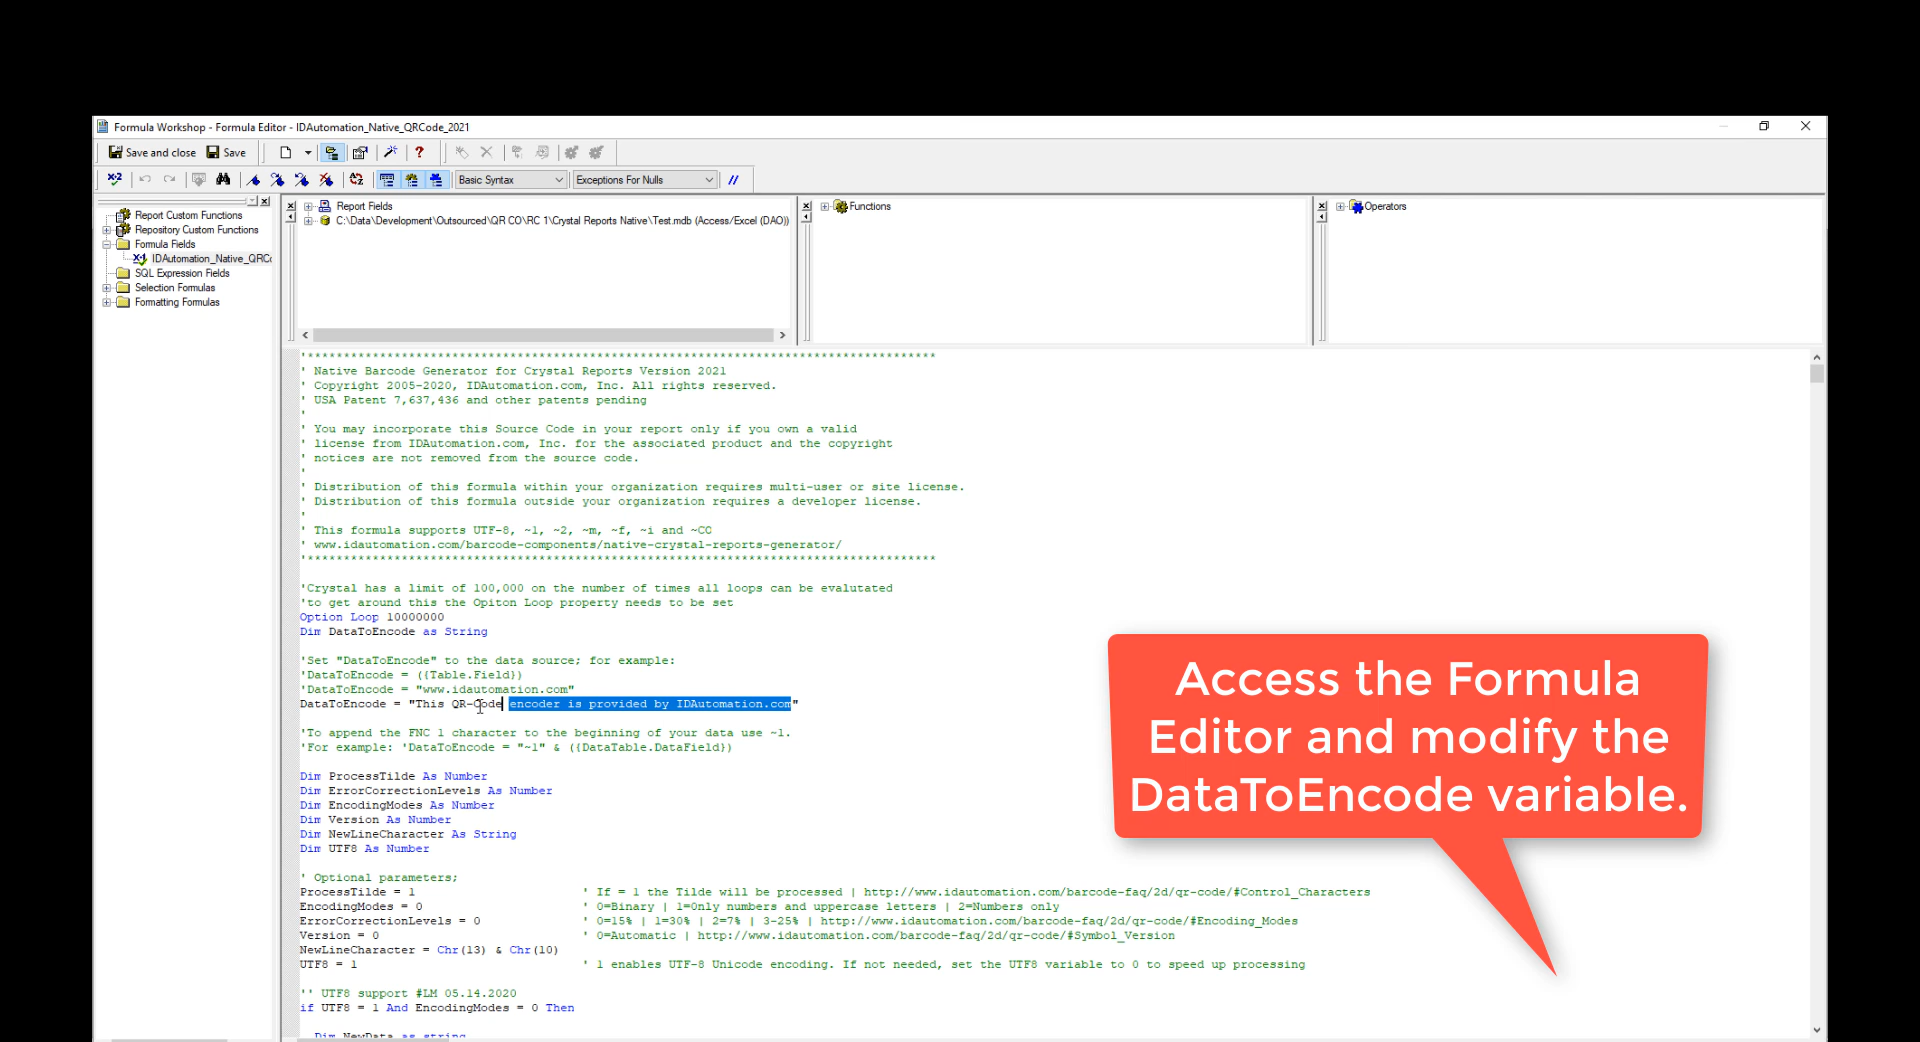 Formula Workshop - Formula Editor - IDAutomation_Native_QRCode_2021
Save and close Save
Basic Syntax Exceptions For Nulls //
Report Custom Functions
Repository Custom Functions
Formula Fields
IDAutomation_Native_QRC
SQL Expression Fields
Selection Formulas
Formatting Formulas
Report Fields
C:\Data\Development\Outsourced\QR CO\RC 1\Crystal Reports Native\Test.mdb (Access/Excel (DAO))
Functions
Operators
'***************************************************************************************
' Native Barcode Generator for Crystal Reports Version 2021
' Copyright 2005-2020, IDAutomation.com, Inc. All rights reserved.
' USA Patent 7,637,436 and other patents pending
'
' You may incorporate this Source Code in your report only if you own a valid
' license from IDAutomation.com, Inc. for the associated product and the copyright
' notices are not removed from the source code.
'
' Distribution of this formula within your organization requires multi-user or site license.
' Distribution of this formula outside your organization requires a developer license.
'
' This formula supports UTF-8, ~1, ~2, ~m, ~f, ~i and ~CO
' www.idautomation.com/barcode-components/native-crystal-reports-generator/
'***************************************************************************************
'Crystal has a limit of 100,000 on the number of times all loops can be evalutated
'to get around this the Opiton Loop property needs to be set
Option Loop 10000000
Dim DataToEncode as String
'Set "DataToEncode" to the data source; for example:
'DataToEncode = ({Table.Field})
'DataToEncode = "www.idautomation.com"
DataToEncode = "This QR-Code encoder is provided by IDAutomation.com"
'To append the FNC 1 character to the beginning of your data use ~1.
'For example: 'DataToEncode = "~1" & ({DataTable.DataField})
Dim ProcessTilde As Number
Dim ErrorCorrectionLevels As Number
Dim EncodingModes As Number
Dim Version As Number
Dim NewLineCharacter As String
Dim UTF8 As Number
' Optional parameters;
ProcessTilde = 1 ' If = 1 the Tilde will be processed | http://www.idautomation.com/barcode-faq/2d/qr-code/#Control_Characters
EncodingModes = 0 ' 0=Binary | 1=Only numbers and uppercase letters | 2=Numbers only
ErrorCorrectionLevels = 0 ' 0=15% | 1=30% | 2=7% | 3-25% | http://www.idautomation.com/barcode-faq/2d/qr-code/#Encoding_Modes
Version = 0 ' 0=Automatic | http://www.idautomation.com/barcode-faq/2d/qr-code/#Symbol_Version
NewLineCharacter = Chr(13) & Chr(10)
UTF8 = 1 ' 1 enables UTF-8 Unicode encoding. If not needed, set the UTF8 variable to 0 to speed up processing
'' UTF8 support #LM 05.14.2020
if UTF8 = 1 And EncodingModes = 0 Then
Dim NewData as string
Access the Formula
Editor and modify the
DataToEncode variable.